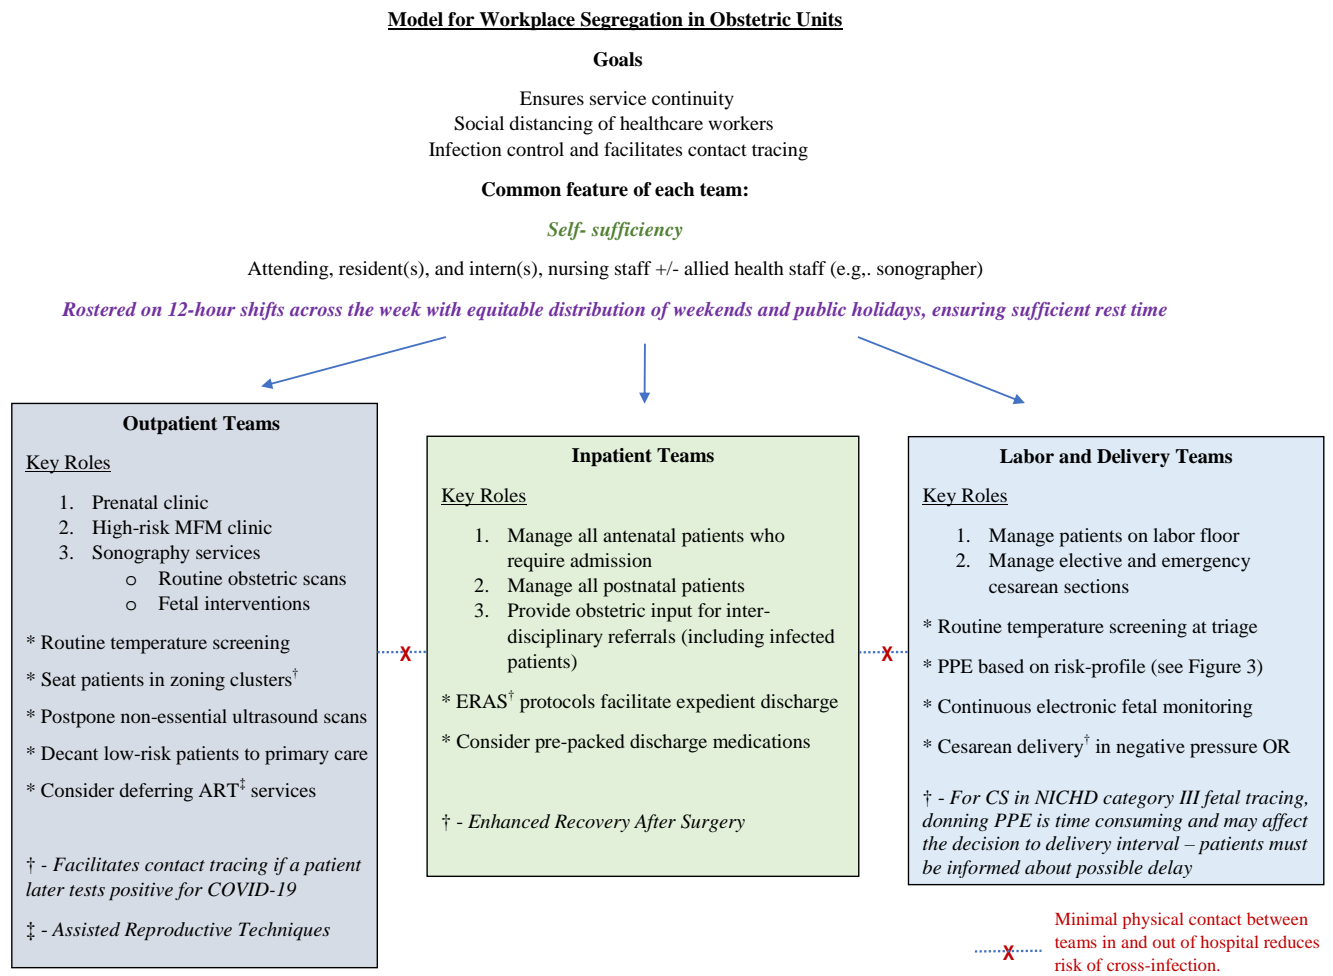 Model for Workplace Segregation in Obstetric Units
Goals
Ensures service continuity
Social distancing of healthcare workers
Infection control and facilitates contact tracing
Common feature of each team:
Self- sufficiency
Attending, resident(s), and intern(s), nursing staff +/- allied health staff (e.g,. sonographer)
Rostered on 12-hour shifts across the week with equitable distribution of weekends and public holidays, ensuring sufficient rest time
Outpatient Teams
Key Roles
1. Prenatal clinic
2. High-risk MFM clinic
3. Sonography services
o Routine obstetric scans
o Fetal interventions
* Routine temperature screening
* Seat patients in zoning clusters†
* Postpone non-essential ultrasound scans
* Decant low-risk patients to primary care
* Consider deferring ART‡ services
† - Facilitates contact tracing if a patient
later tests positive for COVID-19
‡ - Assisted Reproductive Techniques
X
Inpatient Teams
Key Roles
1. Manage all antenatal patients who
require admission
2. Manage all postnatal patients
3. Provide obstetric input for inter-
disciplinary referrals (including infected
patients)
* ERAS† protocols facilitate expedient discharge
* Consider pre-packed discharge medications
† - Enhanced Recovery After Surgery
X
Labor and Delivery Teams
Key Roles
1. Manage patients on labor floor
2. Manage elective and emergency
cesarean sections
* Routine temperature screening at triage
* PPE based on risk-profile (see Figure 3)
* Continuous electronic fetal monitoring
* Cesarean delivery† in negative pressure OR
† - For CS in NICHD category III fetal tracing,
donning PPE is time consuming and may affect
the decision to delivery interval – patients must
be informed about possible delay
X
Minimal physical contact between
teams in and out of hospital reduces
risk of cross-infection.